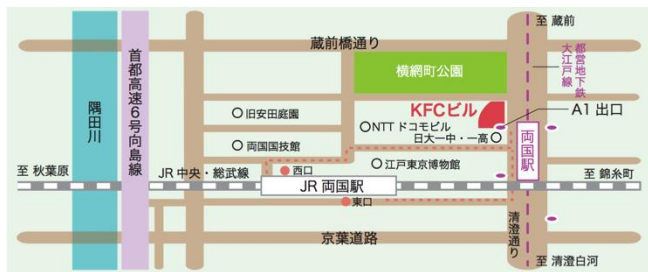 至 蔵前
蔵前橋通り
都営地下鉄
大江戸線
首都高速6号向島線
隅田川
横網町公園
KFCビル
A1 出口
旧安田庭園
NTT ドコモビル
日大一中・一高
両国駅
両国国技館
江戸東京博物館
西口
至 秋葉原
JR 中央・総武線
JR 両国駅
至 錦糸町
東口
清澄通り
京葉道路
至 清澄白河